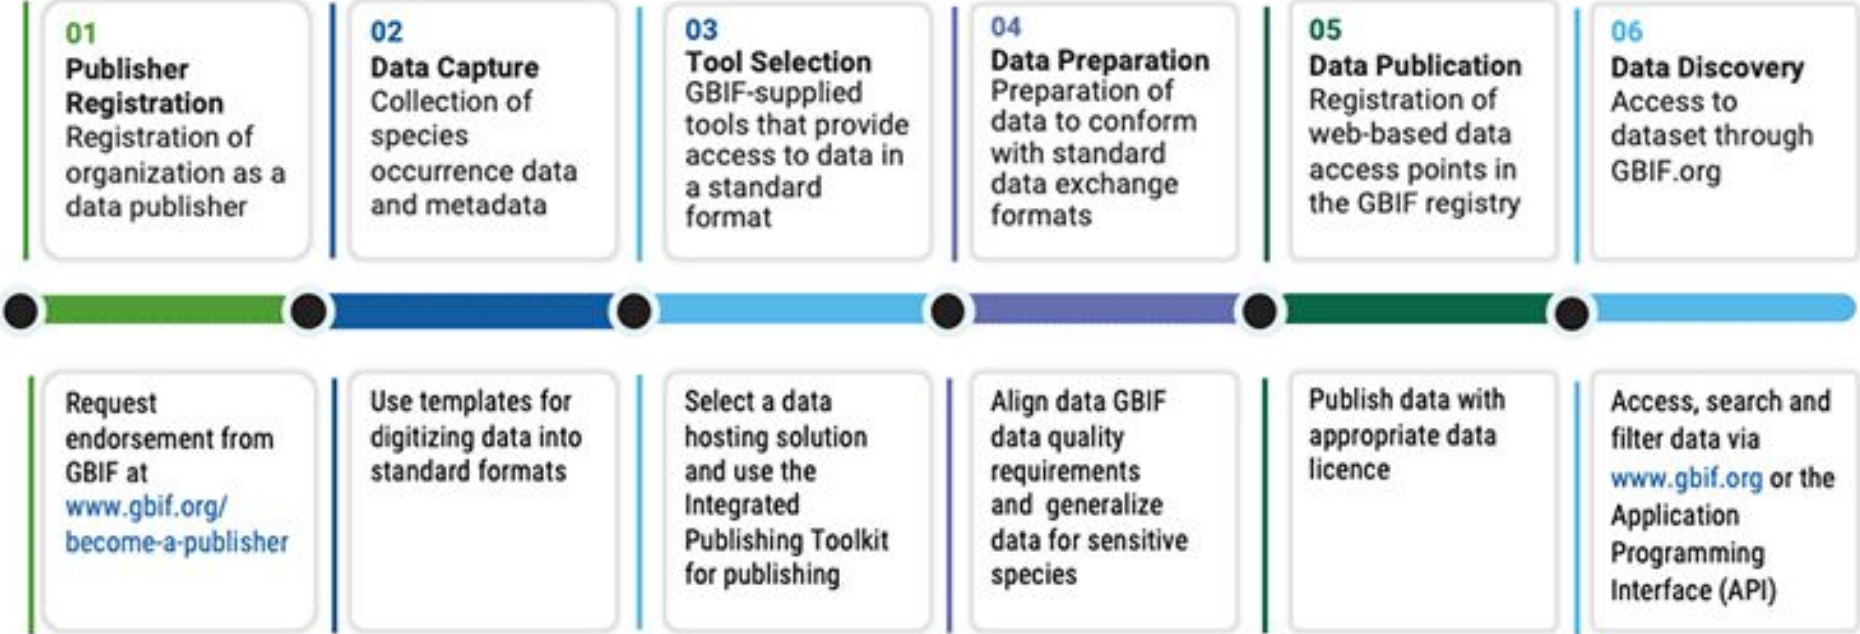 01
Publisher
Registration
Registration of
organization as a
data publisher
02
Data Capture
Collection of
species
occurrence data
and metadata
03
Tool Selection
GBIF-supplied
tools that provide
access to data in
a standard
format
04
Data Preparation
Preparation of
data to conform
with standard
data exchange
formats
05
Data Publication
Registration of
web-based data
access points in
the GBIF registry
06
Data Discovery
Access to
dataset through
GBIF.org
Request
endorsement from
GBIF at
www.gbif.org/
become-a-publisher
Use templates for
digitizing data into
standard formats
Select a data
hosting solution
and use the
Integrated
Publishing Toolkit
for publishing
Align data GBIF
data quality
requirements
and generalize
data for sensitive
species
Publish data with
appropriate data
licence
Access, search and
filter data via
www.gbif.org or the
Application
Programming
Interface (API)